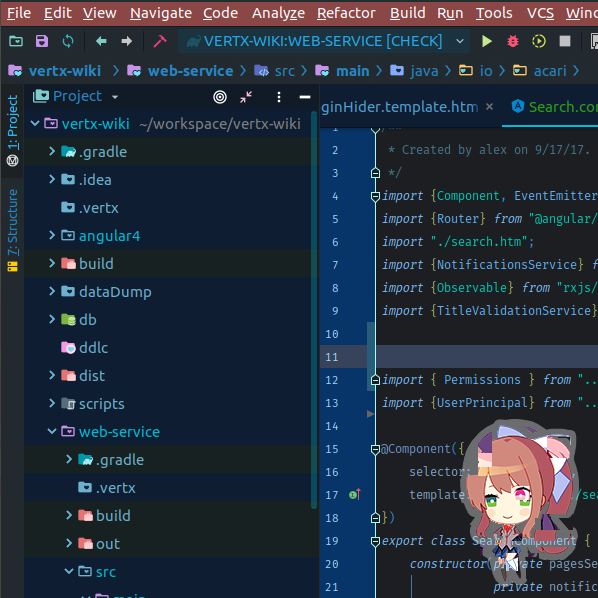 File Edit View Navigate Code Analyze Refactor Build Run Tools VCS
VERTX-WIKI:WEB-SERVICE [CHECK]
vertx-wiki web-service src main java io acari
1: Project
7: Structure
Project
vertx-wiki ~/workspace/vertx-wiki
.gradle
.idea
.vertx
angular4
build
dataDump
db
ddlc
dist
scripts
web-service
.gradle
.vertx
build
out
src
ginHider.template.htm × Search.co
1
2 * Created by alex on 9/17/17.
3 */
4 import {Component, EventEmitter
5 import {Router} from "@angular/
6 import "./search.htm";
7 import {NotificationsService} f
8 import {Observable} from "rxjs/
9 import {TitleValidationService}
10
11
12 import { Permissions } from "..
13 import {UserPrincipal} from "..
14
15 @Component({
16 selector:
17 template
18 })
19 export class {
20 constructor( pagesSe
21 private notific